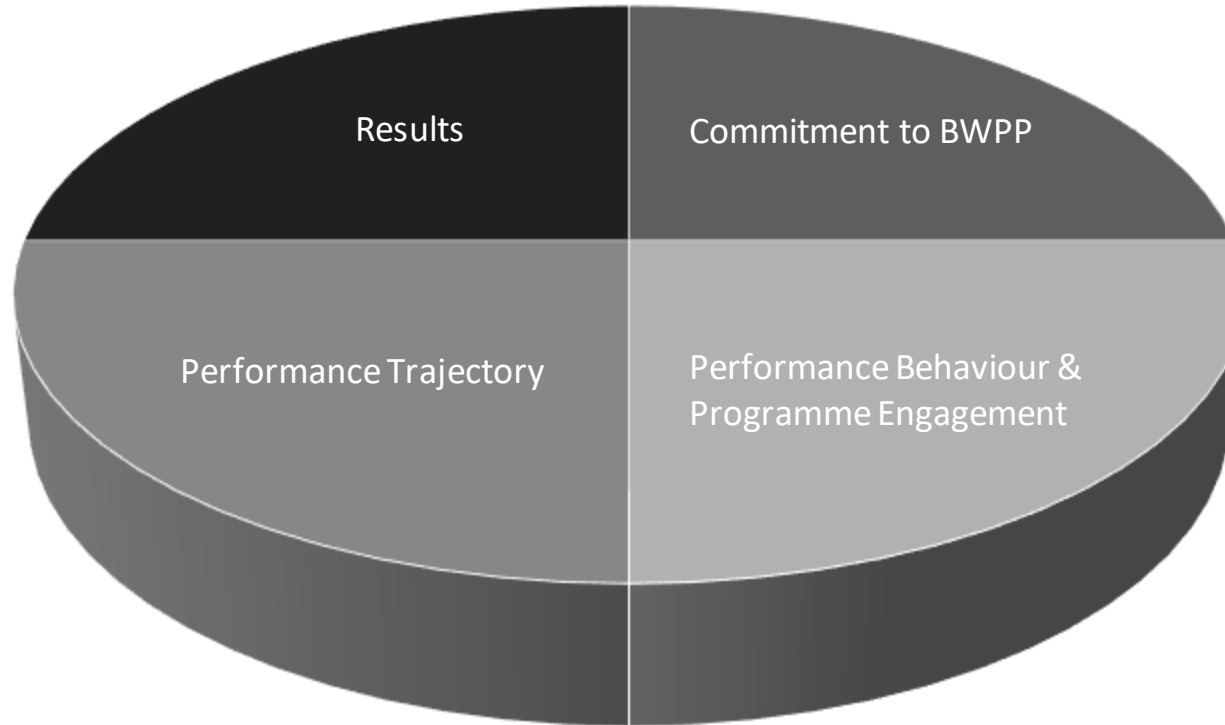 Results
Commitment to BWPP
Performance Trajectory
Performance Behaviour &
Programme Engagement